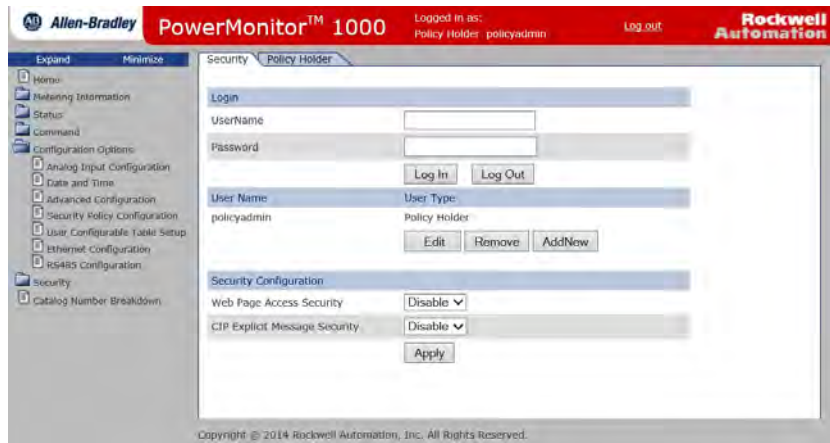 AB Allen-Bradley
PowerMonitor™ 1000
Logged in as:
Policy Holder policyadmin
Log out
Rockwell
Automation
Expand Minimize
Home
Metering Information
Status
Command
Configuration Options
Analog Input Configuration
Date and Time
Advanced Configuration
Security Policy Configuration
User Configurable Table Setup
Ethernet Configuration
RS485 Configuration
Security
Catalog Number Breakdown
Security Policy Holder
Login
UserName
Password
Log In Log Out
User Name User Type
policyadmin Policy Holder
Edit Remove AddNew
Security Configuration
Web Page Access Security Disable
CIP Explicit Message Security Disable
Apply
Copyright © 2014 Rockwell Automation, Inc. All Rights Reserved.